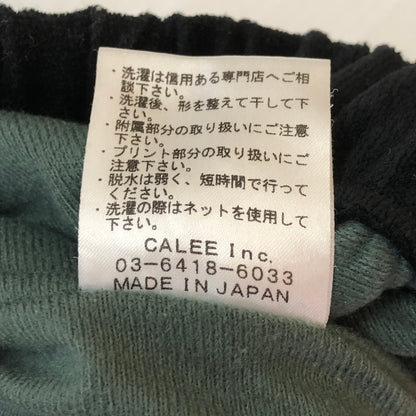 ・洗濯は信用ある専門店へご相
談下さい。
・洗濯後、形を整えて干して下
さい。
・附属部分の取り扱いにご注意
下さい。
・プリント部分の取り扱いにご
注意下さい。
・脱水は弱く、短時間で行って
ください。
・洗濯の際はネットを使用して
下さい。
CALEE Inc.
03-6418-6033
MADE IN JAPAN